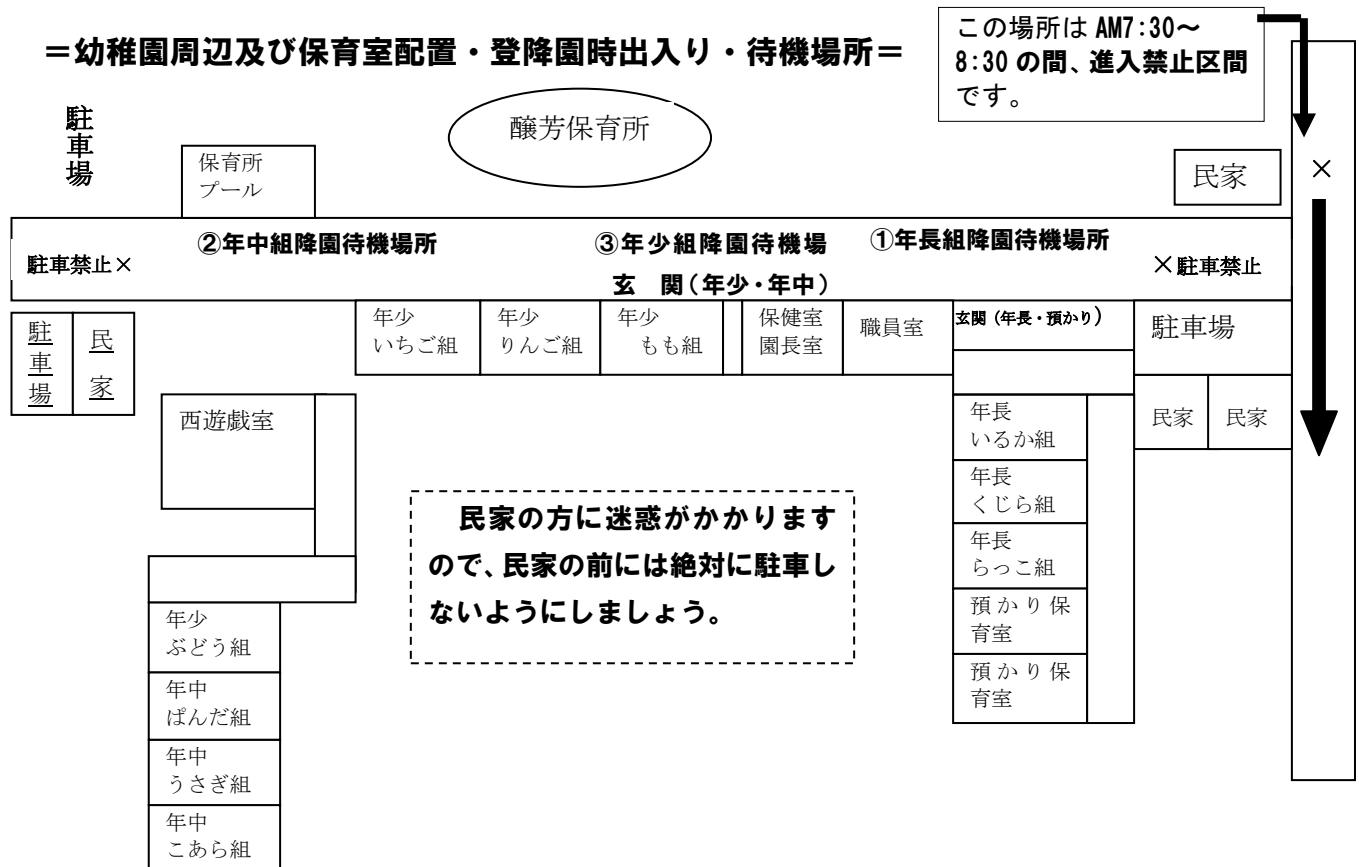 ＝幼稚園周辺及び保育室配置・登降園時出入り・待機場所＝
この場所は AM7:30～
8:30 の間、進入禁止区間
です。
駐車場
保育所
プール
醸芳保育所
民家
×
②年中組降園待機場所
③年少組降園待機場
①年長組降園待機場所
駐車禁止×
玄　関（年少・年中）
×駐車禁止
駐車場
民家
年少
いちご組
年少
りんご組
年少
もも組
保健室
園長室
職員室
玄関（年長・預かり）
駐車場
西遊戯室
年長
いるか組
民家
民家
年長
くじら組
年長
らっこ組
預かり保
育室
預かり保
育室
民家の方に迷惑がかかります
ので、民家の前には絶対に駐車し
ないようにしましょう。
年少
ぶどう組
年中
ぱんだ組
年中
うさぎ組
年中
こあら組